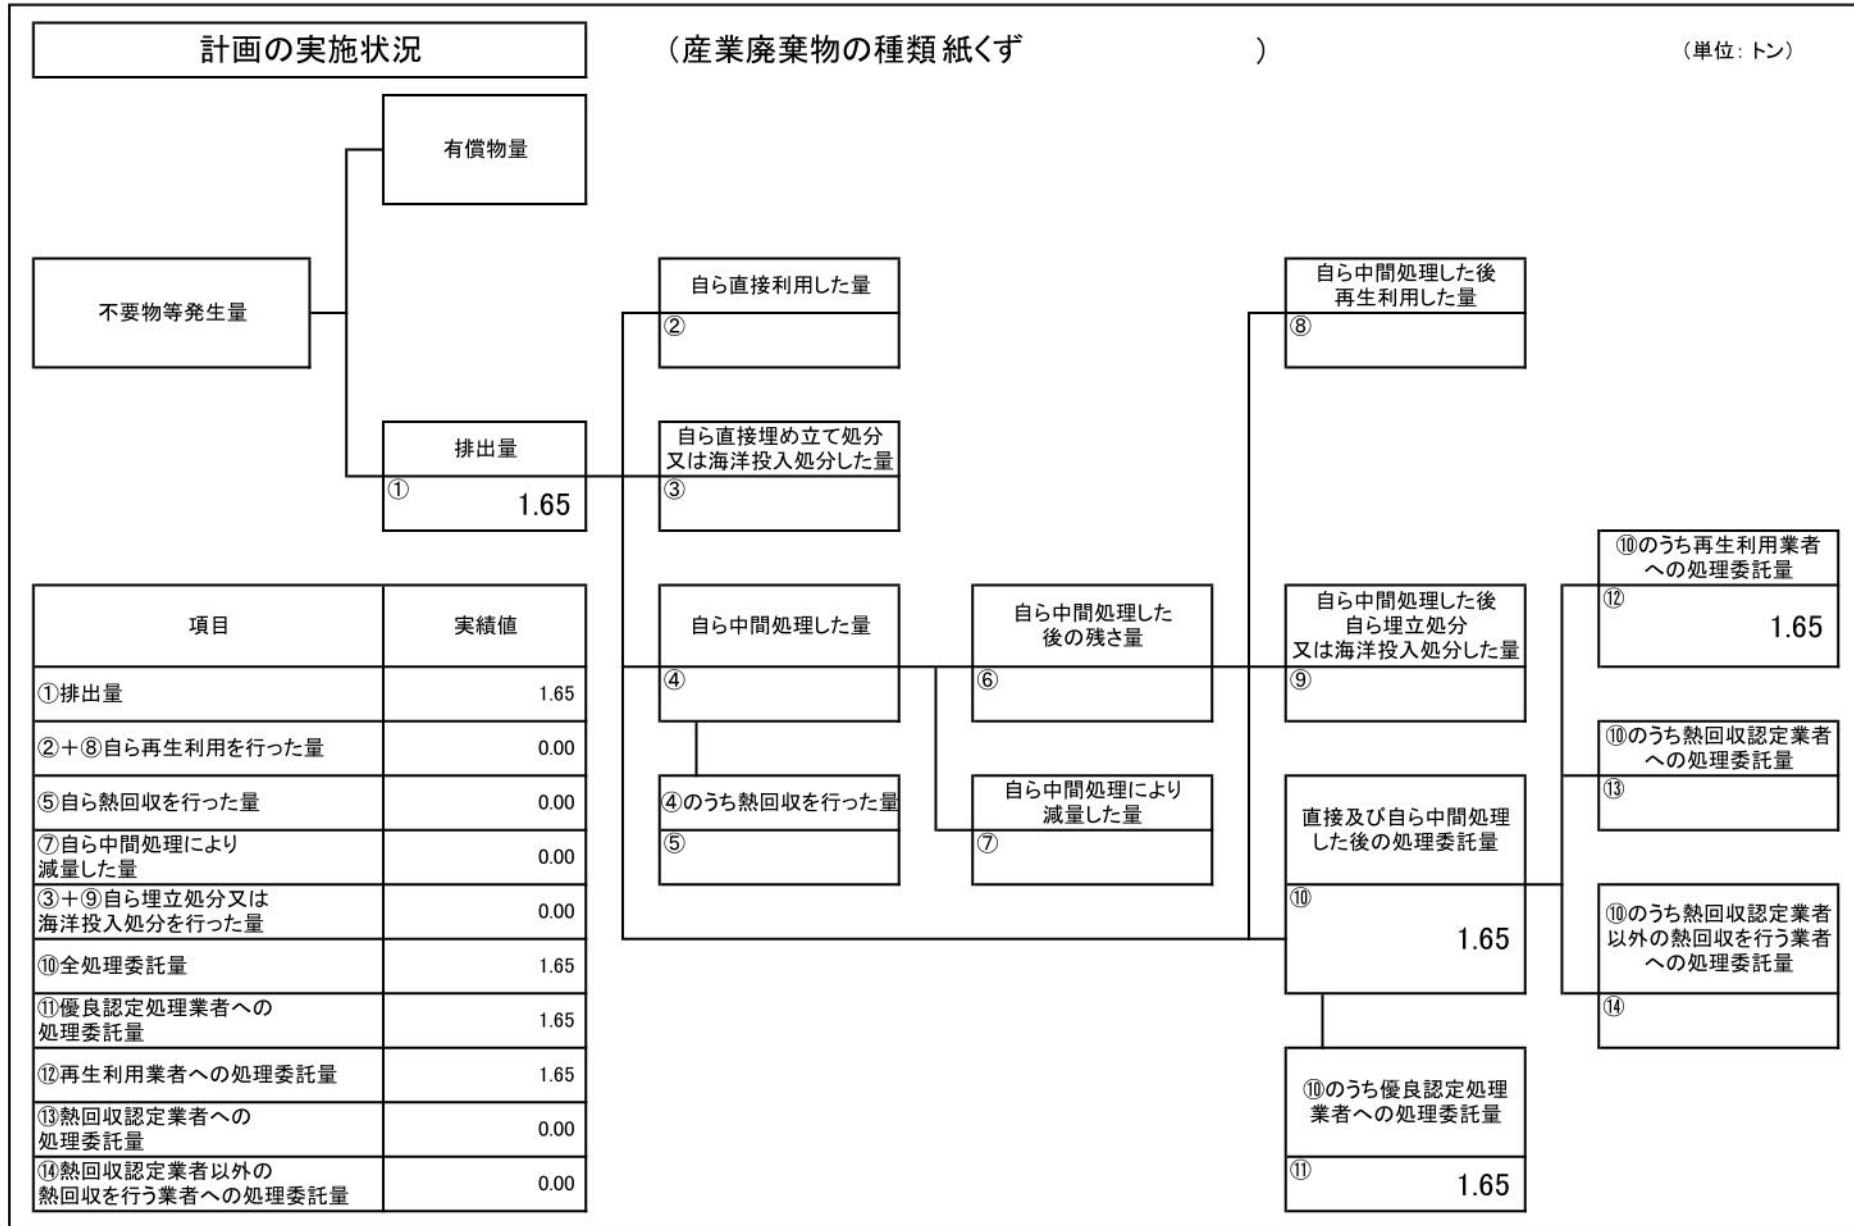 計画の実施状況
（産業廃棄物の種類 紙くず　　　　　　　　）
（単位：トン）
有償物量
不要物等発生量
自ら直接利用した量
②
自ら中間処理した後
再生利用した量
⑧
排出量
①
1.65
自ら直接埋め立て処分
又は海洋投入処分した量
③
⑩のうち再生利用業者
への処理委託量
⑫
1.65
自ら中間処理した量
④
自ら中間処理した
後の残さ量
⑥
自ら中間処理した後
自ら埋立処分
又は海洋投入処分した量
⑨
⑩のうち熱回収認定業者
への処理委託量
⑬
④のうち熱回収を行った量
⑤
自ら中間処理により
減量した量
⑦
直接及び自ら中間処理
した後の処理委託量
⑩
1.65
⑩のうち熱回収認定業者
以外の熱回収を行う業者
への処理委託量
⑭
⑩のうち優良認定処理
業者への処理委託量
⑪
1.65
項目 実績値
①排出量 1.65
②＋⑧自ら再生利用を行った量 0.00
⑤自ら熱回収を行った量 0.00
⑦自ら中間処理により
減量した量 0.00
③＋⑨自ら埋立処分又は
海洋投入処分を行った量 0.00
⑩全処理委託量 1.65
⑪優良認定処理業者への
処理委託量 1.65
⑫再生利用業者への処理委託量 1.65
⑬熱回収認定業者への
処理委託量 0.00
⑭熱回収認定業者以外の
熱回収を行う業者への処理委託量 0.00